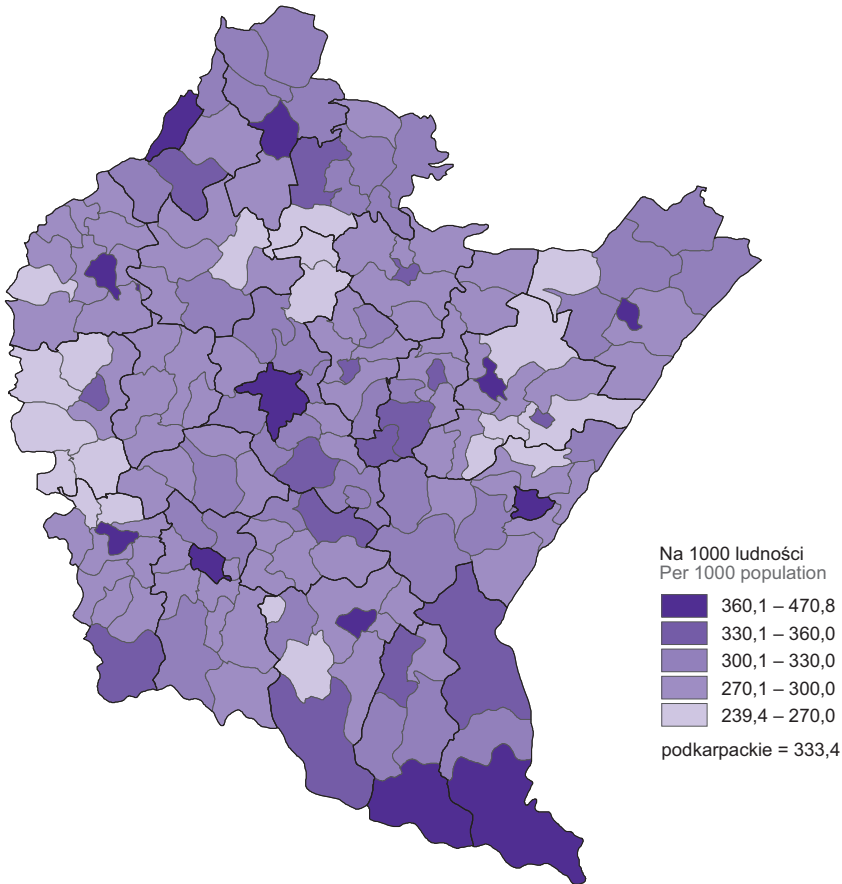 Na 1000 ludności
Per 1000 population
360,1 – 470,8
330,1 – 360,0
300,1 – 330,0
270,1 – 300,0
239,4 – 270,0
podkarpackie = 333,4